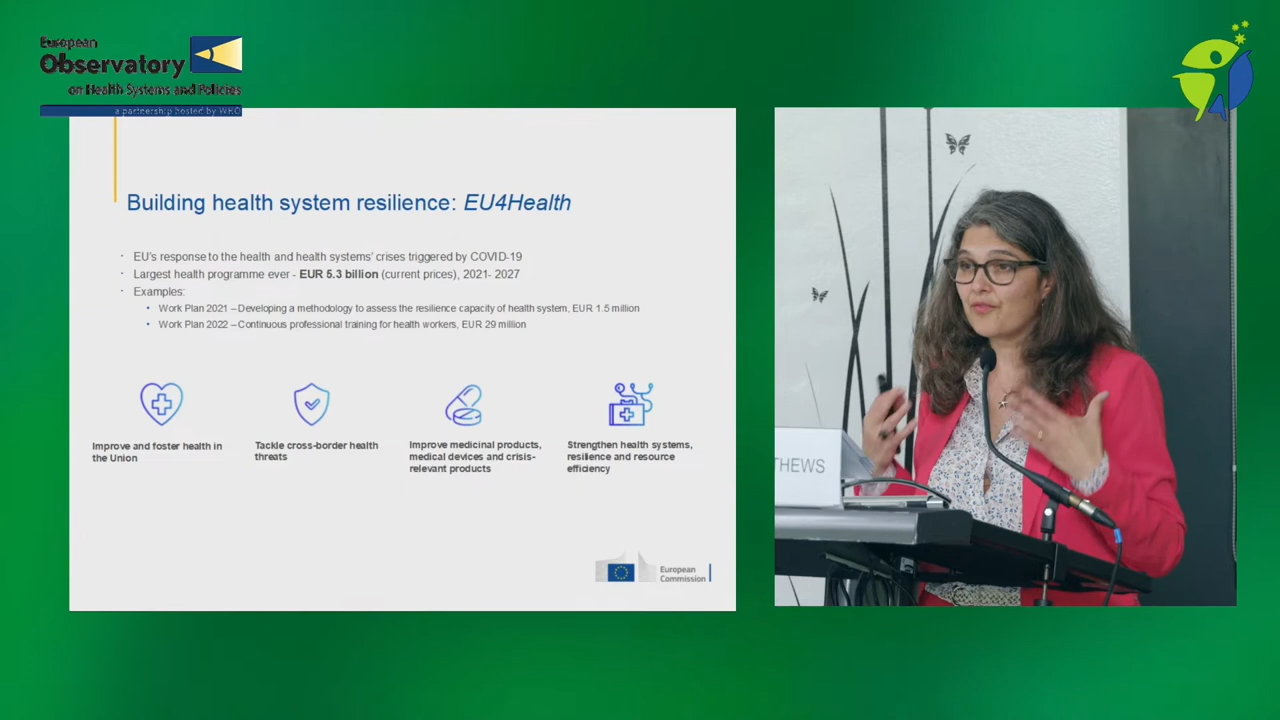 European
Observatory
on Health Systems and Policies
a partnership hosted by WHO
Building health system resilience: EU4Health
· EU's response to the health and health systems' crises triggered by COVID-19
· Largest health programme ever - EUR 5.3 billion (current prices), 2021- 2027
· Examples:
• Work Plan 2021 – Developing a methodology to assess the resilience capacity of health system, EUR 1.5 million
• Work Plan 2022 – Continuous professional training for health workers, EUR 29 million
Improve and foster health in
the Union
Tackle cross-border health
threats
Improve medicinal products,
medical devices and crisis-
relevant products
Strengthen health systems,
resilience and resource
efficiency
European
Commission
THEWS